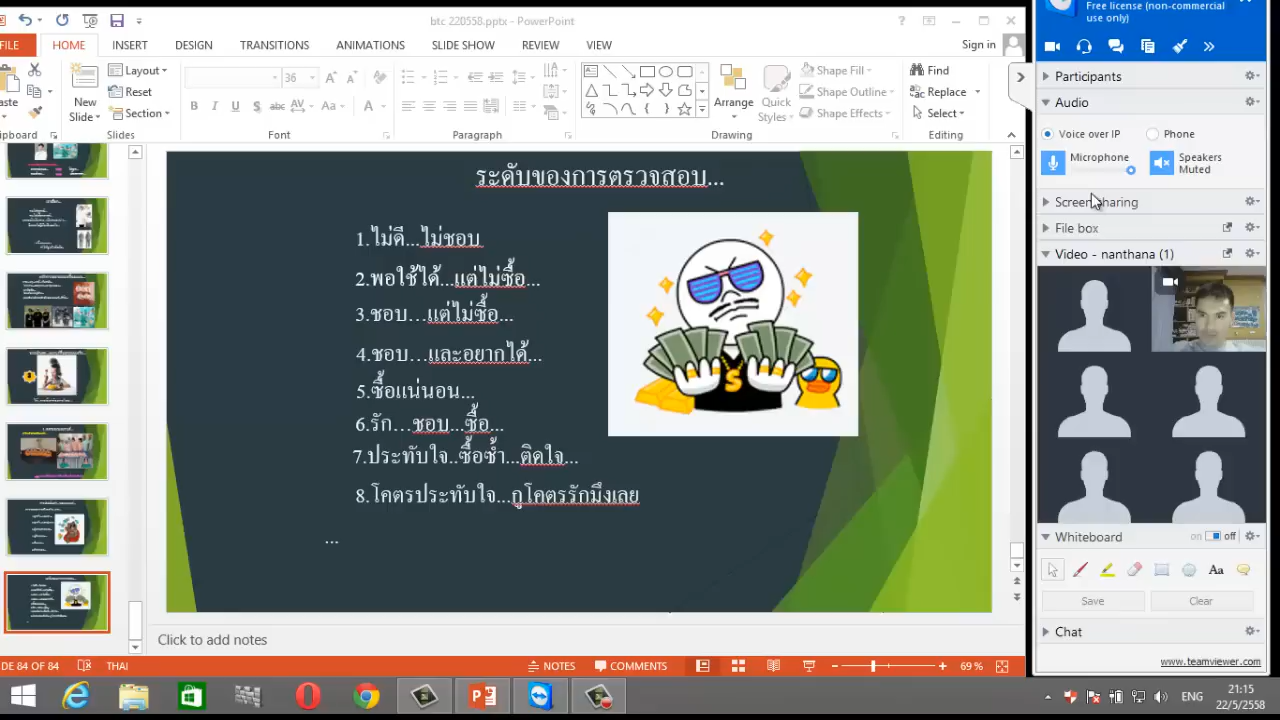 btc 220558.pptx - PowerPoint
Free license (non-commercial
use only)
FILE HOME INSERT DESIGN TRANSITIONS ANIMATIONS SLIDE SHOW REVIEW VIEW Sign in
Layout
Reset
Section
New
Slide
36
Arrange
Quick
Styles
Shape Fill
Shape Outline
Shape Effects
Find
Replace
Select
Slides Font Paragraph Drawing Editing
Participants
Audio
Voice over IP Phone
Microphone
Speakers
Muted
Screen sharing
File box
Video - nanthana (1)
ระดับของการตรวจสอบ...
1.ไม่ดี...ไม่ชอบ
2.พอใช้ได้...แต่ไม่ซื้อ...
3.ชอบ...แต่ไม่ซื้อ...
4.ชอบ...และอยากได้...
5.ซื้อแน่นอน...
6.รัก...ชอบ...ซื้อ...
7.ประทับใจ..ซื้อซ้ำ...ติดใจ...
8.โคตรประทับใจ...กูโคตรรักมึงเลย
...
$
Whiteboard on off
Aa
Save Clear
Chat
www.teamviewer.com
Click to add notes
DE 84 OF 84 THAI NOTES COMMENTS 69 %
ENG
21:15
22/5/2558